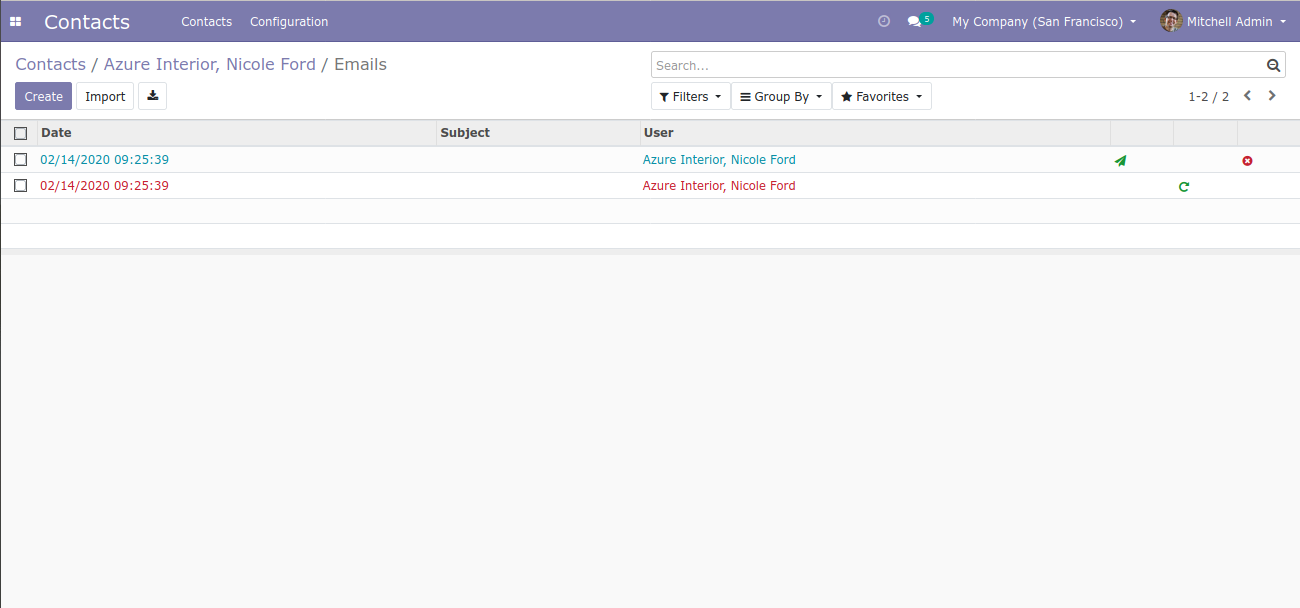 Contacts Contacts Configuration 5 My Company (San Francisco) Mitchell Admin
Contacts / Azure Interior, Nicole Ford / Emails Search...
Create Import Filters Group By Favorites 1-2 / 2
Date Subject User
02/14/2020 09:25:39 Azure Interior, Nicole Ford
02/14/2020 09:25:39 Azure Interior, Nicole Ford